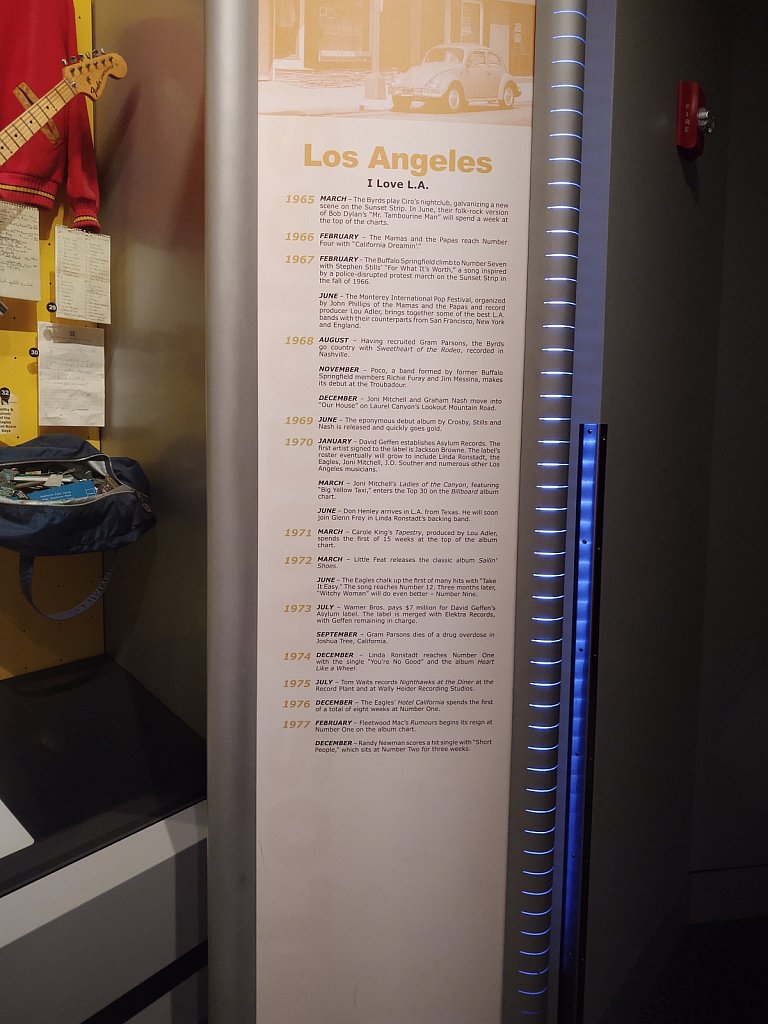 Los Angeles
I Love L.A.
1965 MARCH – The Byrds play Ciro's nightclub, galvanizing a new
scene on the Sunset Strip. In June, their folk-rock version
of Bob Dylan's "Mr. Tambourine Man" will spend a week at
the top of the charts.
1966 FEBRUARY – The Mamas and the Papas reach Number
Four with "California Dreamin'."
1967 FEBRUARY – The Buffalo Springfield climb to Number Seven
with Stephen Stills' "For What It's Worth," a song inspired
by a police-disrupted protest march on the Sunset Strip in
the fall of 1966.
JUNE – The Monterey International Pop Festival, organized
by John Phillips of the Mamas and the Papas and record
producer Lou Adler, brings together some of the best L.A.
bands with their counterparts from San Francisco, New York
and England.
1968 AUGUST – Having recruited Gram Parsons, the Byrds
go country with Sweetheart of the Rodeo, recorded in
Nashville.
NOVEMBER – Poco, a band formed by former Buffalo
Springfield members Richie Furay and Jim Messina, makes
its debut at the Troubadour.
DECEMBER – Joni Mitchell and Graham Nash move into
"Our House" on Laurel Canyon's Lookout Mountain Road.
1969 JUNE – The eponymous debut album by Crosby, Stills and
Nash is released and quickly goes gold.
1970 JANUARY – David Geffen establishes Asylum Records. The
first artist signed to the label is Jackson Browne. The label's
roster eventually will grow to include Linda Ronstadt, the
Eagles, Joni Mitchell, J.D. Souther and numerous other Los
Angeles musicians.
MARCH – Joni Mitchell's Ladies of the Canyon, featuring
"Big Yellow Taxi," enters the Top 30 on the Billboard album
chart.
JUNE – Don Henley arrives in L.A. from Texas. He will soon
join Glenn Frey in Linda Ronstadt's backing band.
1971 MARCH – Carole King's Tapestry, produced by Lou Adler,
spends the first of 15 weeks at the top of the album
chart.
1972 MARCH – Little Feat releases the classic album Sailin'
Shoes.
JUNE – The Eagles chalk up the first of many hits with "Take
It Easy." The song reaches Number 12. Three months later,
"Witchy Woman" will do even better – Number Nine.
1973 JULY – Warner Bros. pays $7 million for David Geffen's
Asylum label. The label is merged with Elektra Records,
with Geffen remaining in charge.
SEPTEMBER – Gram Parsons dies of a drug overdose in
Joshua Tree, California.
1974 DECEMBER – Linda Ronstadt reaches Number One
with the single "You're No Good" and the album Heart
Like a Wheel.
1975 JULY – Tom Waits records Nighthawks at the Diner at the
Record Plant and at Wally Heider Recording Studios.
1976 DECEMBER – The Eagles' Hotel California spends the first
of a total of eight weeks at Number One.
1977 FEBRUARY – Fleetwood Mac's Rumours begins its reign at
Number One on the album chart.
DECEMBER – Randy Newman scores a hit single with "Short
People," which sits at Number Two for three weeks.
FIRE
29
30
32